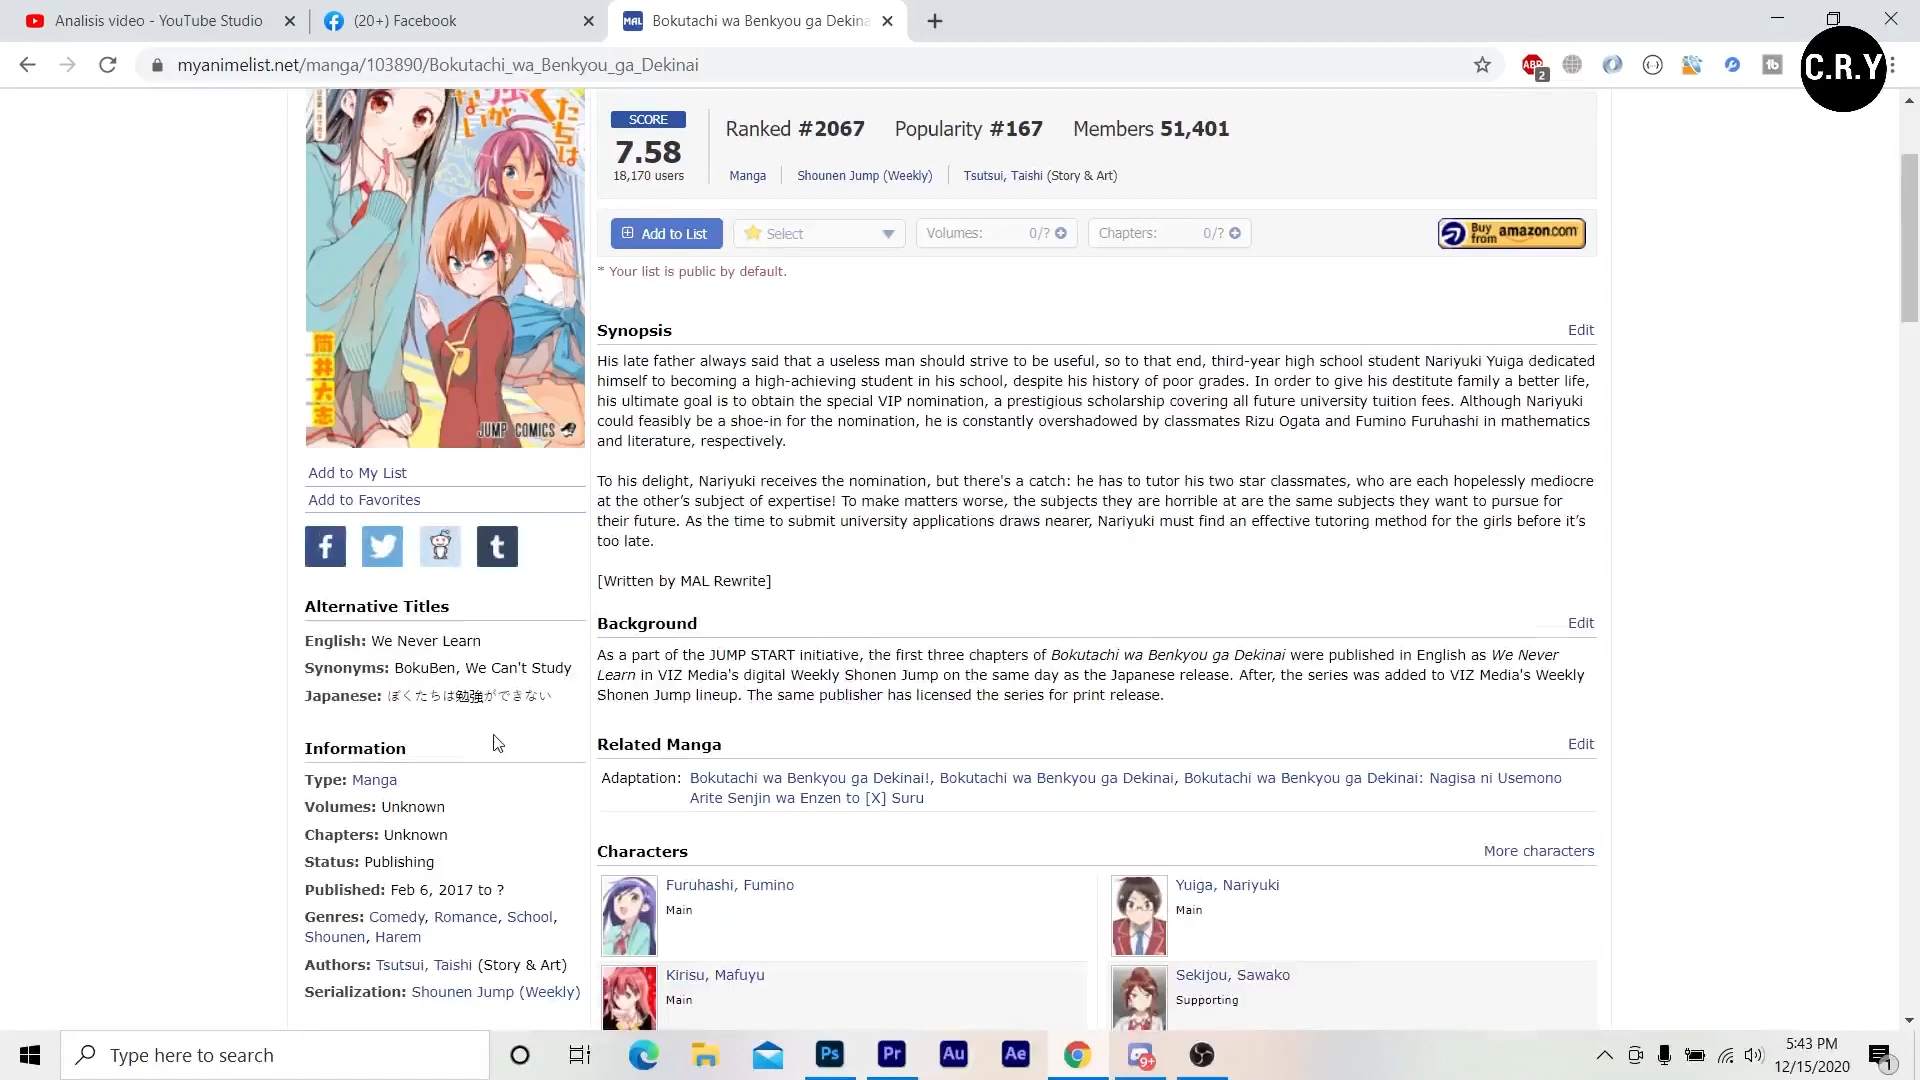 Analisis video - YouTube Studio
(20+) Facebook
MAL
Bokutachi wa Benkyou ga Dekina
myanimelist.net/manga/103890/Bokutachi_wa_Benkyou_ga_Dekinai
ABP
2
C.R.Y
SCORE
7.58
18,170 users
Ranked #2067
Popularity #167
Members 51,401
Manga
Shounen Jump (Weekly)
Tsutsui, Taishi (Story & Art)
Add to List
Select
Volumes: 0/?
Chapters: 0/?
Buy from amazon.com
* Your list is public by default.
筒井大志
JUMP COMICS
Add to My List
Add to Favorites
Alternative Titles
English: We Never Learn
Synonyms: BokuBen, We Can't Study
Japanese: ぼくたちは勉強ができない
Information
Type: Manga
Volumes: Unknown
Chapters: Unknown
Status: Publishing
Published: Feb 6, 2017 to ?
Genres: Comedy, Romance, School,
Shounen, Harem
Authors: Tsutsui, Taishi (Story & Art)
Serialization: Shounen Jump (Weekly)
Synopsis
Edit
His late father always said that a useless man should strive to be useful, so to that end, third-year high school student Nariyuki Yuiga dedicated
himself to becoming a high-achieving student in his school, despite his history of poor grades. In order to give his destitute family a better life,
his ultimate goal is to obtain the special VIP nomination, a prestigious scholarship covering all future university tuition fees. Although Nariyuki
could feasibly be a shoe-in for the nomination, he is constantly overshadowed by classmates Rizu Ogata and Fumino Furuhashi in mathematics
and literature, respectively.
To his delight, Nariyuki receives the nomination, but there's a catch: he has to tutor his two star classmates, who are each hopelessly mediocre
at the other’s subject of expertise! To make matters worse, the subjects they are horrible at are the same subjects they want to pursue for
their future. As the time to submit university applications draws nearer, Nariyuki must find an effective tutoring method for the girls before it’s
too late.
[Written by MAL Rewrite]
Background
Edit
As a part of the JUMP START initiative, the first three chapters of Bokutachi wa Benkyou ga Dekinai were published in English as We Never
Learn in VIZ Media's digital Weekly Shonen Jump on the same day as the Japanese release. After, the series was added to VIZ Media's Weekly
Shonen Jump lineup. The same publisher has licensed the series for print release.
Related Manga
Edit
Adaptation: Bokutachi wa Benkyou ga Dekinai!, Bokutachi wa Benkyou ga Dekinai, Bokutachi wa Benkyou ga Dekinai: Nagisa ni Usemono
Arite Senjin wa Enzen to [X] Suru
Characters
More characters
Furuhashi, Fumino
Main
Yuiga, Nariyuki
Main
Kirisu, Mafuyu
Main
Sekijou, Sawako
Supporting
Type here to search
Ps
Pr
Au
Ae
9+
5:43 PM
12/15/2020
1